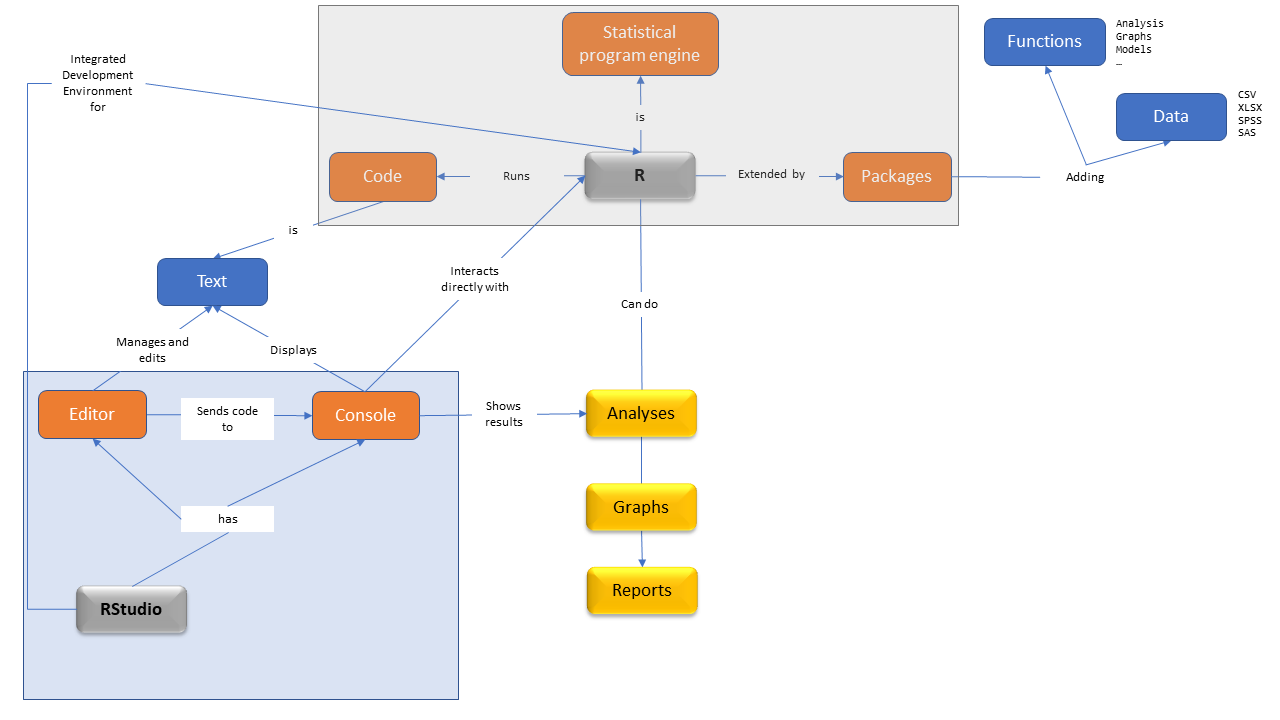 Statistical
program engine
Functions
Analysis
Graphs
Models
…
Integrated
Development
Environment
for
Data
CSV
XLSX
SPSS
SAS
is
Code
Runs
R
Extended by
Packages
Adding
is
Text
Interacts
directly with
Can do
Manages and
edits
Displays
Editor
Sends code
to
Console
Shows
results
Analyses
Graphs
has
Reports
RStudio